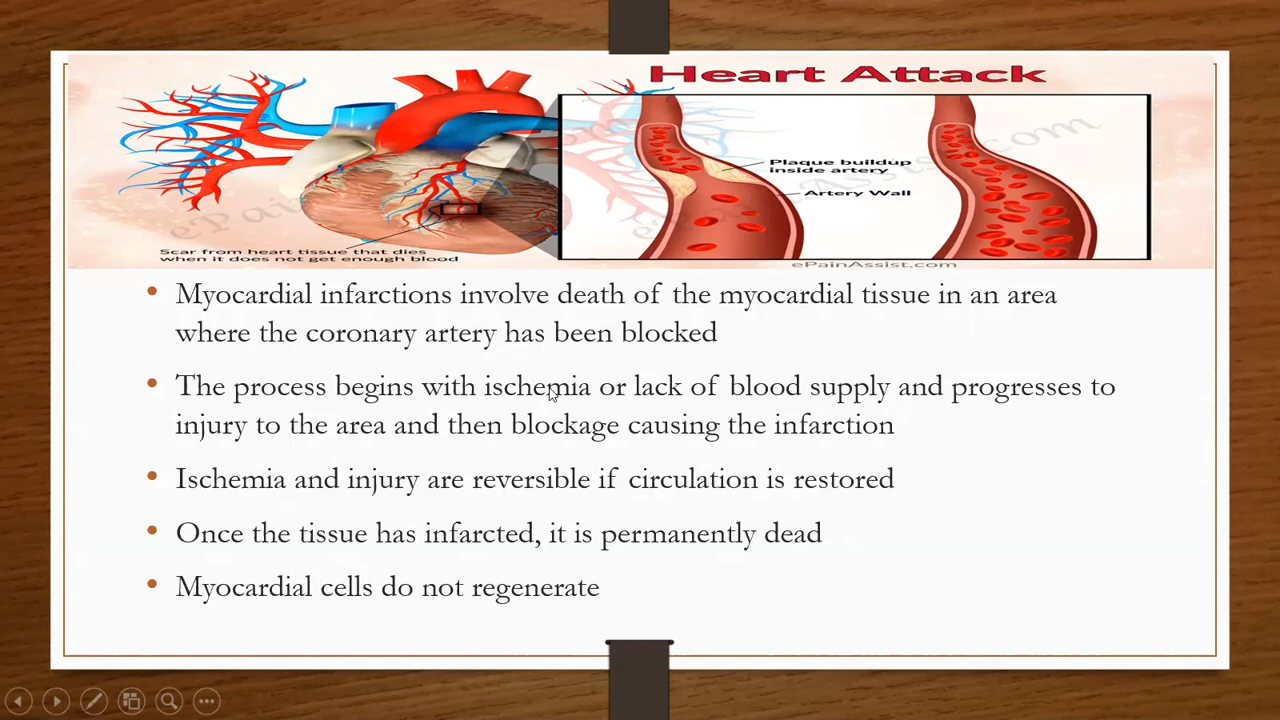 Heart Attack
Plaque buildup
inside artery
Artery Wall
Scar from heart tissue that dies
when it does not get enough blood
ePainAssist.com
• Myocardial infarctions involve death of the myocardial tissue in an area
where the coronary artery has been blocked
• The process begins with ischemia or lack of blood supply and progresses to
injury to the area and then blockage causing the infarction
• Ischemia and injury are reversible if circulation is restored
• Once the tissue has infarcted, it is permanently dead
• Myocardial cells do not regenerate